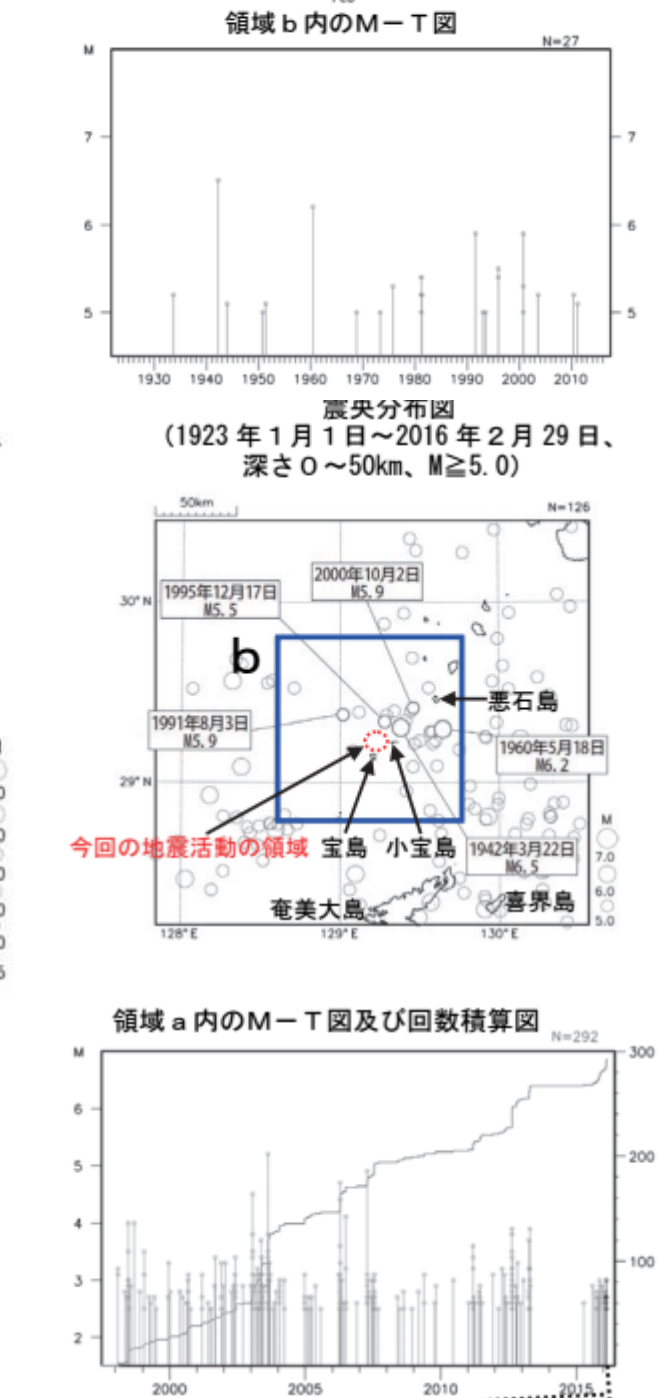 領域ｂ内のＭ－Ｔ図
M
N=27
7
7
6
6
5
5
1930 1940 1950 1960 1970 1980 1990 2000 2010
震央分布図
（1923 年１月１日～2016 年２月 29 日、
深さ０～50km、M≧5.0）
50km
N=126
2000年10月2日
M5.9
1995年12月17日
M5.5
30°N
b
悪石島
1991年8月3日
M5.9
1960年5月18日
M6.2
29°N
今回の地震活動の領域 宝島 小宝島
1942年3月22日
M6.5
M
7.0
6.0
5.0
奄美大島
喜界島
128°E 129°E 130°E
領域ａ内のＭ－Ｔ図及び回数積算図
M
N=292
300
6
5
200
4
3
100
2
2000 2005 2010 2015